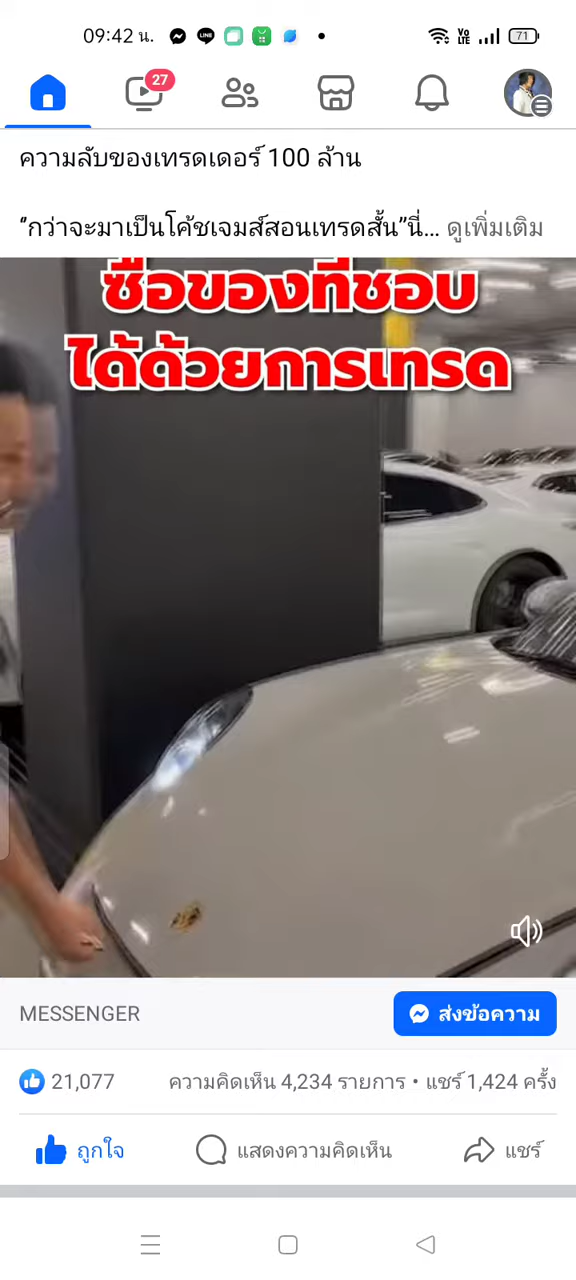 09:42 น.
LINE
Vo LTE
71
27
ความลับของเทรดเดอร์ 100 ล้าน
“กว่าจะมาเป็นโค้ชเจมส์สอนเทรดสั้น”นี่... ดูเพิ่มเติม
ซื้อของที่ชอบ
ได้ด้วยการเทรด
MESSENGER
ส่งข้อความ
21,077
ความคิดเห็น 4,234 รายการ • แชร์ 1,424 ครั้ง
ถูกใจ
แสดงความคิดเห็น
แชร์